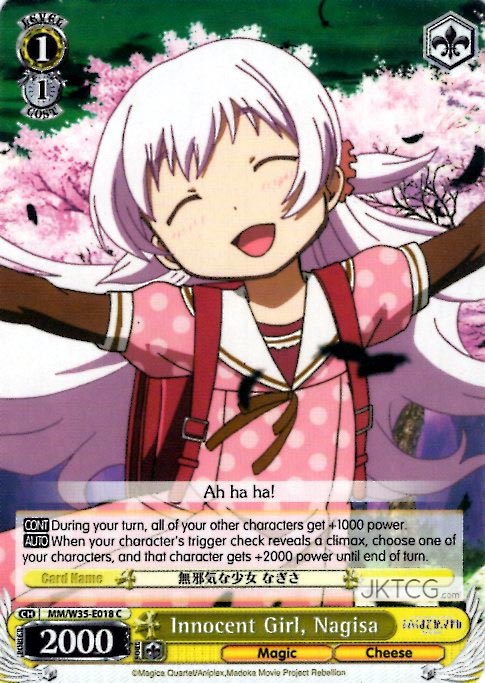 LEVEL
1
1
COST
Ah ha ha!
CONT During your turn, all of your other characters get +1000 power.
AUTO When your character's trigger check reveals a climax, choose one of
your characters, and that character gets +2000 power until end of turn.
Card Name
無邪気な少女 なぎさ
JKTCG.com
CH MM/W35-E018 C
Innocent Girl, Nagisa
POWER
2000
SOUL
Magic
Cheese
©Magica Quartet/Aniplex,Madoka Movie Project Rebellion